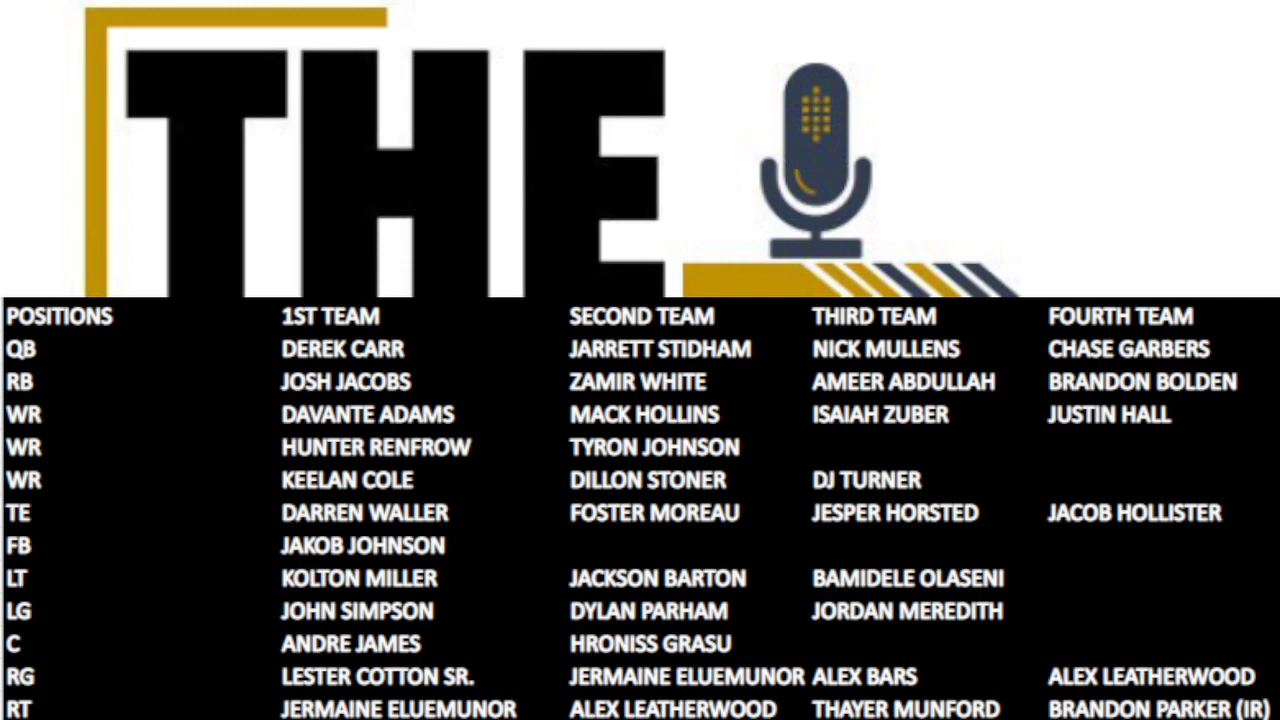 THE
POSITIONS 1ST TEAM SECOND TEAM THIRD TEAM FOURTH TEAM
QB DEREK CARR JARRETT STIDHAM NICK MULLENS CHASE GARBERS
RB JOSH JACOBS ZAMIR WHITE AMEER ABDULLAH BRANDON BOLDEN
WR DAVANTE ADAMS MACK HOLLINS ISAIAH ZUBER JUSTIN HALL
WR HUNTER RENFROW TYRON JOHNSON
WR KEELAN COLE DILLON STONER DJ TURNER
TE DARREN WALLER FOSTER MOREAU JESPER HORSTED JACOB HOLLISTER
FB JAKOB JOHNSON
LT KOLTON MILLER JACKSON BARTON BAMIDELE OLASENI
LG JOHN SIMPSON DYLAN PARHAM JORDAN MEREDITH
C ANDRE JAMES HRONISS GRASU
RG LESTER COTTON SR. JERMAINE ELUEMUNOR ALEX BARS ALEX LEATHERWOOD
RT JERMAINE ELUEMUNOR ALEX LEATHERWOOD THAYER MUNFORD BRANDON PARKER (IR)